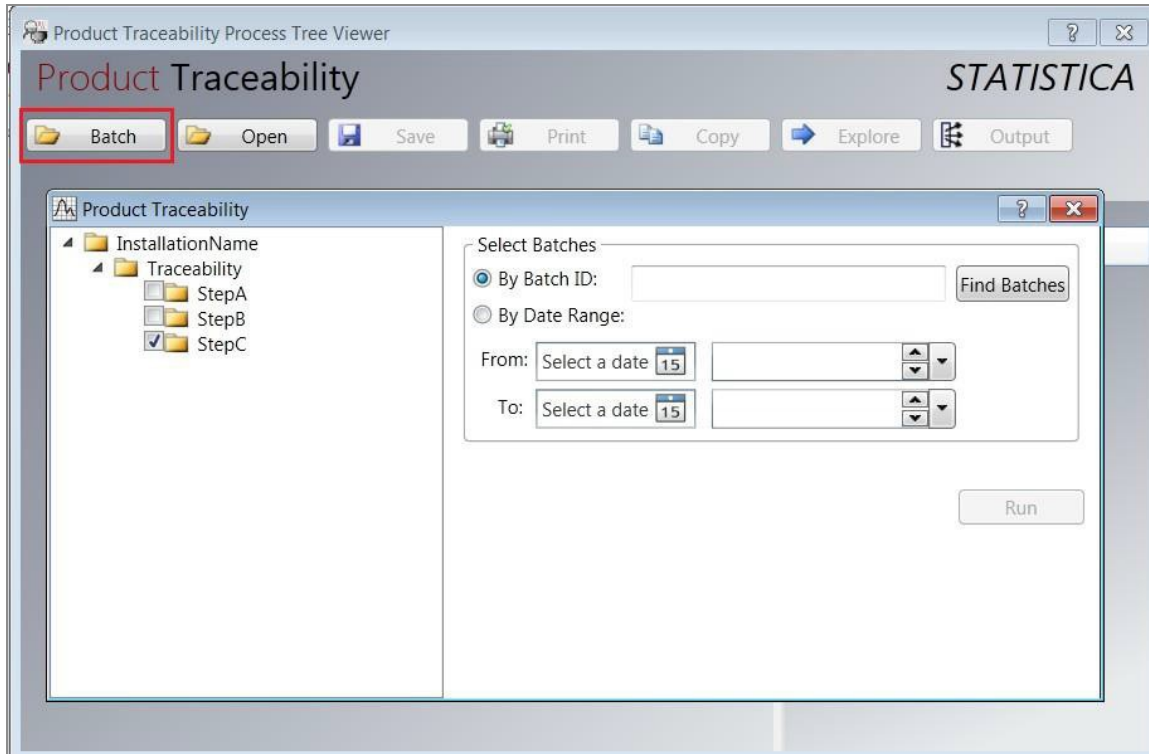 Product Traceability Process Tree Viewer
Product Traceability
STATISTICA
Batch
Open
Save
Print
Copy
Explore
Output
Product Traceability
InstallationName
Traceability
StepA
StepB
StepC
Select Batches
By Batch ID:
Find Batches
By Date Range:
From: Select a date 15
To: Select a date 15
Run